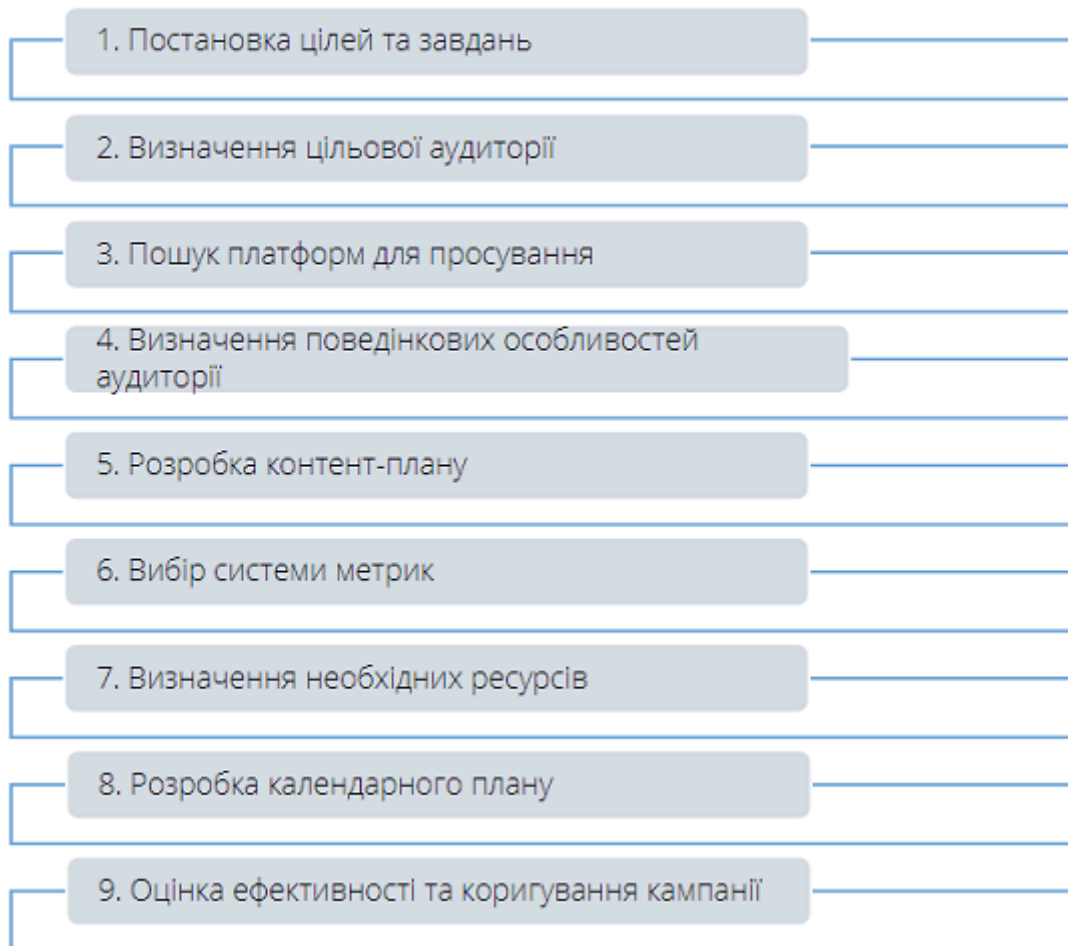 1. Постановка цілей та завдань
2. Визначення цільової аудиторії
3. Пошук платформ для просування
4. Визначення поведінкових особливостей
аудиторії
5. Розробка контент-плану
6. Вибір системи метрик
7. Визначення необхідних ресурсів
8. Розробка календарного плану
9. Оцінка ефективності та коригування кампанії